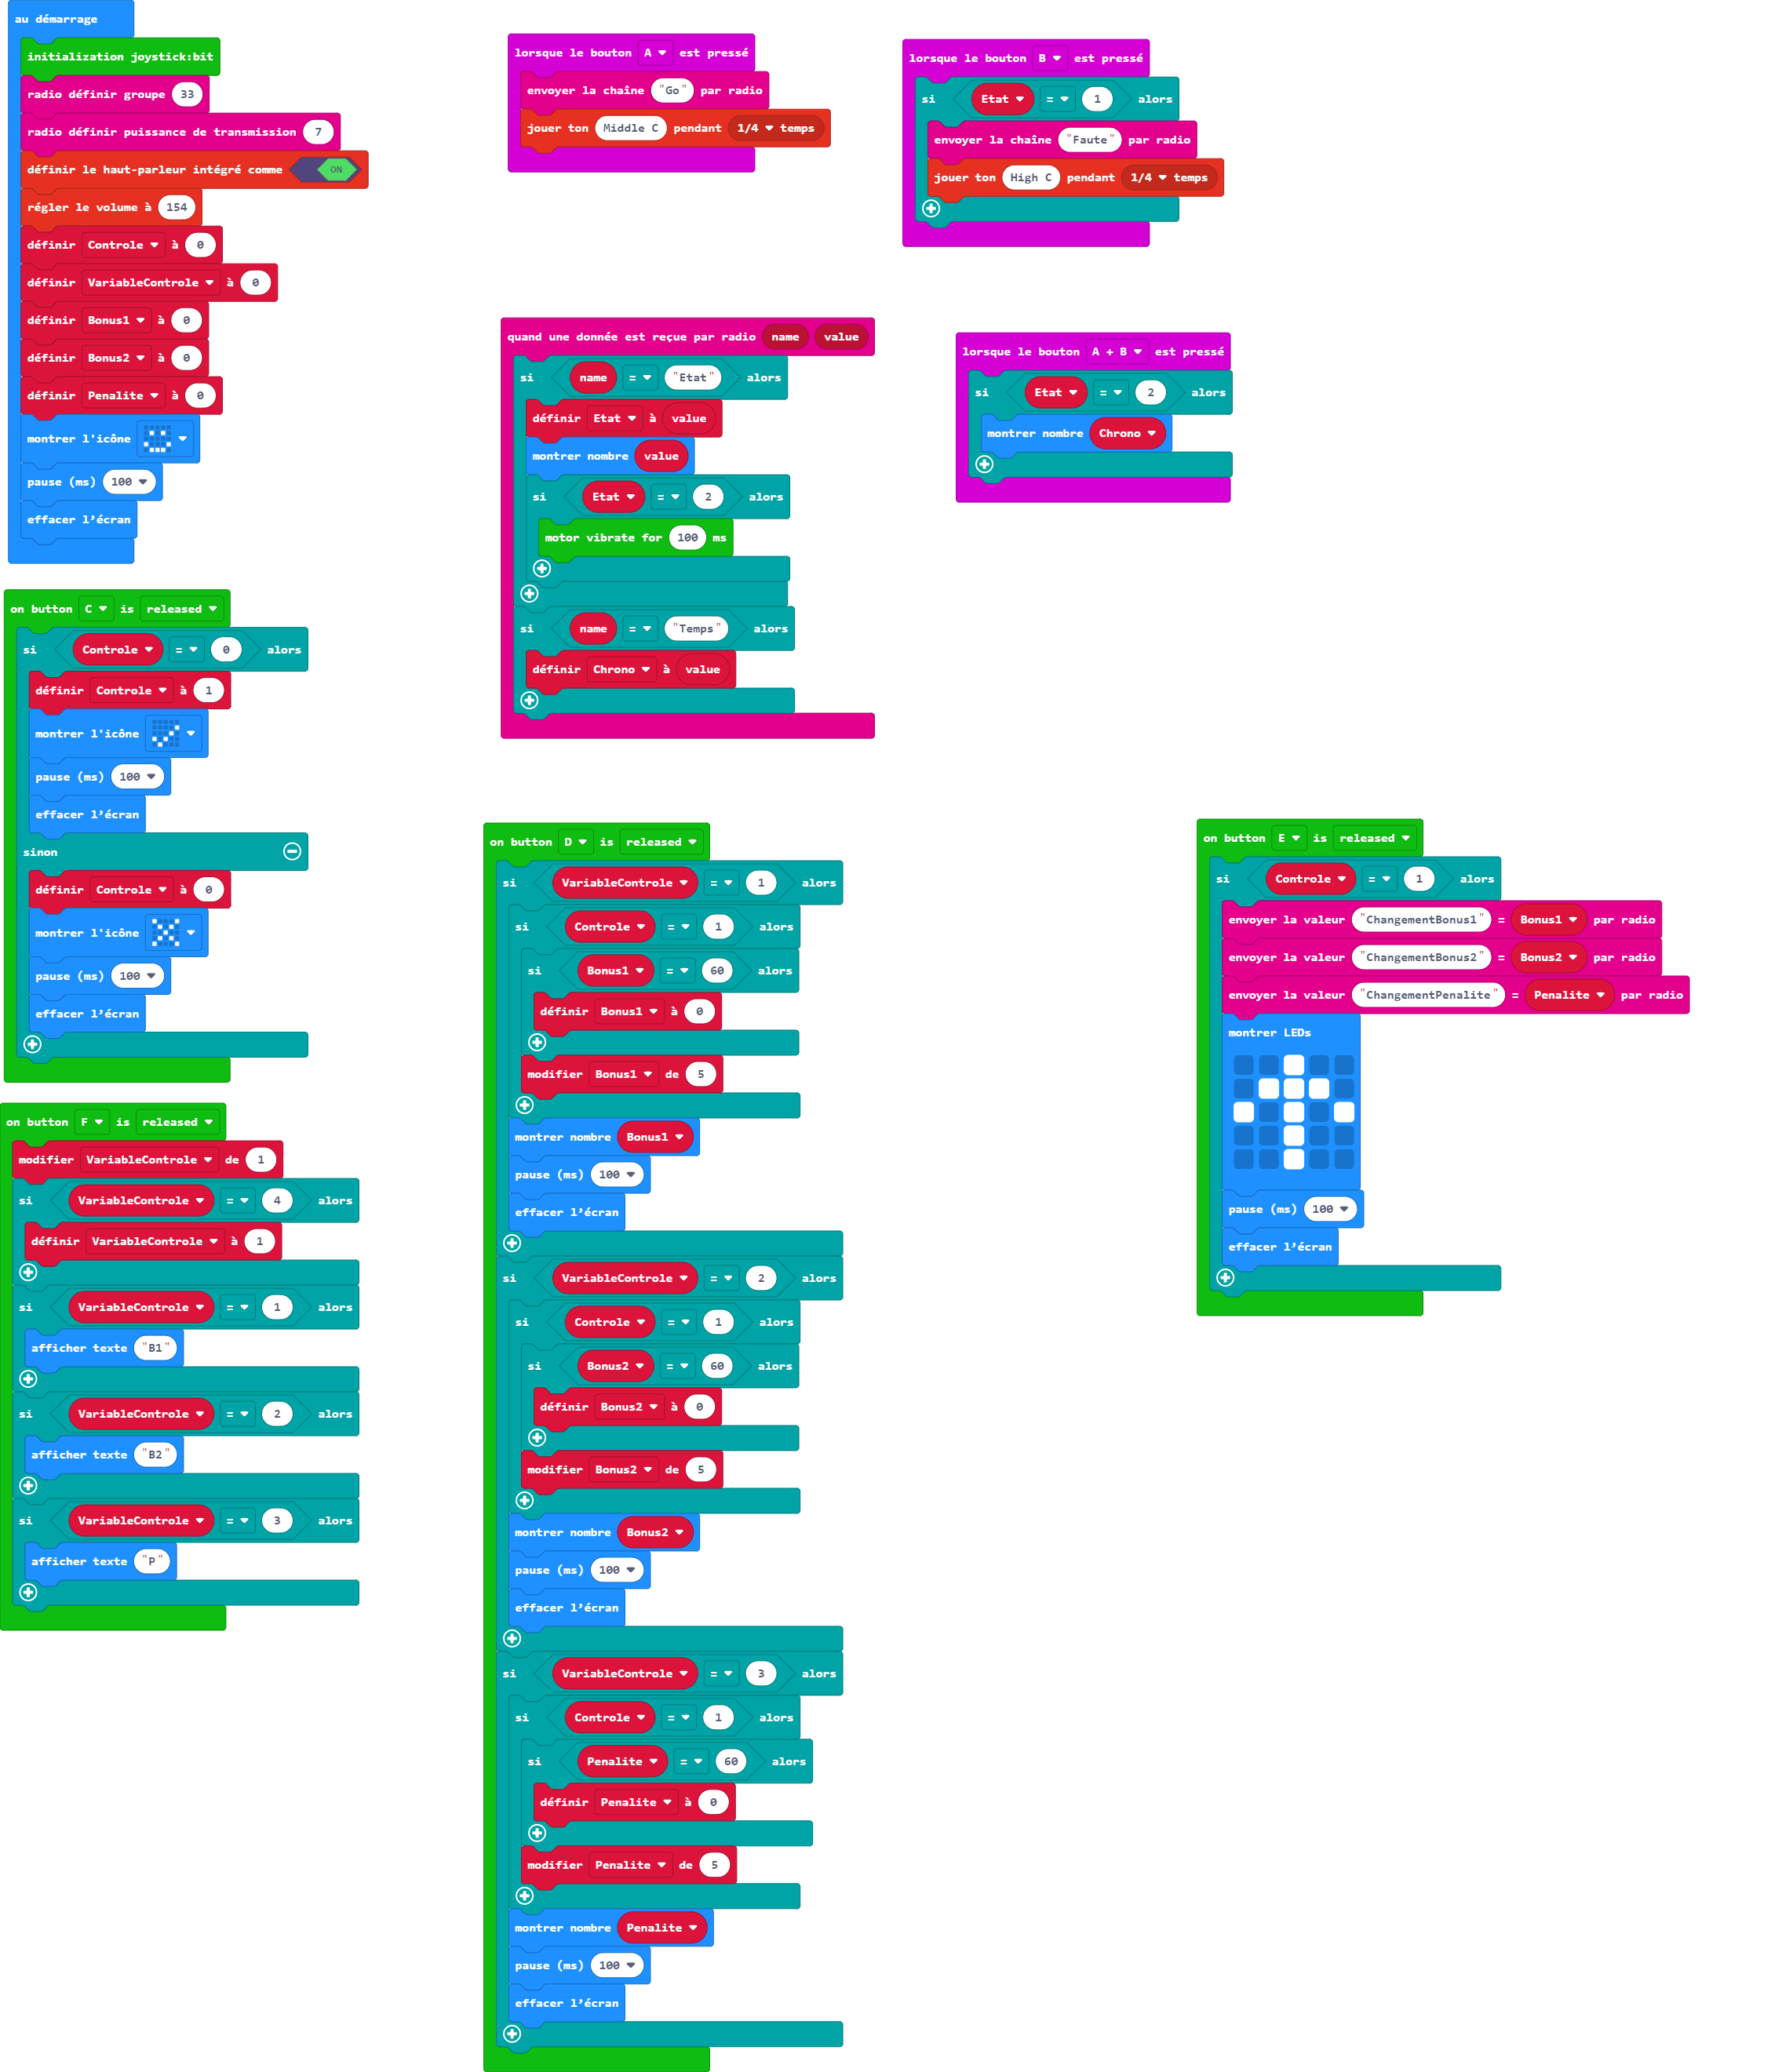 au démarrage
initialization joystick:bit
radio définir groupe 33
radio définir puissance de transmission 7
définir le haut-parleur intégré comme ON
régler le volume à 154
définir Controle à 0
définir VariableControle à 0
définir Bonus1 à 0
définir Bonus2 à 0
définir Penalite à 0
montrer l'icône
pause (ms) 100
effacer l’écran
lorsque le bouton A est pressé
envoyer la chaîne "Go" par radio
jouer ton Middle C pendant 1/4 temps
lorsque le bouton B est pressé
si Etat = 1 alors
envoyer la chaîne "Faute" par radio
jouer ton High C pendant 1/4 temps
quand une donnée est reçue par radio name value
si name = "Etat" alors
définir Etat à value
montrer nombre value
si Etat = 2 alors
motor vibrate for 100 ms
si name = "Temps" alors
définir Chrono à value
lorsque le bouton A + B est pressé
si Etat = 2 alors
montrer nombre Chrono
on button C is released
si Controle = 0 alors
définir Controle à 1
montrer l'icône
pause (ms) 100
effacer l’écran
sinon
définir Controle à 0
montrer l'icône
pause (ms) 100
effacer l’écran
on button F is released
modifier VariableControle de 1
si VariableControle = 4 alors
définir VariableControle à 1
si VariableControle = 1 alors
afficher texte "B1"
si VariableControle = 2 alors
afficher texte "B2"
si VariableControle = 3 alors
afficher texte "P"
on button D is released
si VariableControle = 1 alors
si Controle = 1 alors
si Bonus1 = 60 alors
définir Bonus1 à 0
modifier Bonus1 de 5
montrer nombre Bonus1
pause (ms) 100
effacer l’écran
si VariableControle = 2 alors
si Controle = 1 alors
si Bonus2 = 60 alors
définir Bonus2 à 0
modifier Bonus2 de 5
montrer nombre Bonus2
pause (ms) 100
effacer l’écran
si VariableControle = 3 alors
si Controle = 1 alors
si Penalite = 60 alors
définir Penalite à 0
modifier Penalite de 5
montrer nombre Penalite
pause (ms) 100
effacer l’écran
on button E is released
si Controle = 1 alors
envoyer la valeur "ChangementBonus1" = Bonus1 par radio
envoyer la valeur "ChangementBonus2" = Bonus2 par radio
envoyer la valeur "ChangementPenalite" = Penalite par radio
montrer LEDs
pause (ms) 100
effacer l’écran